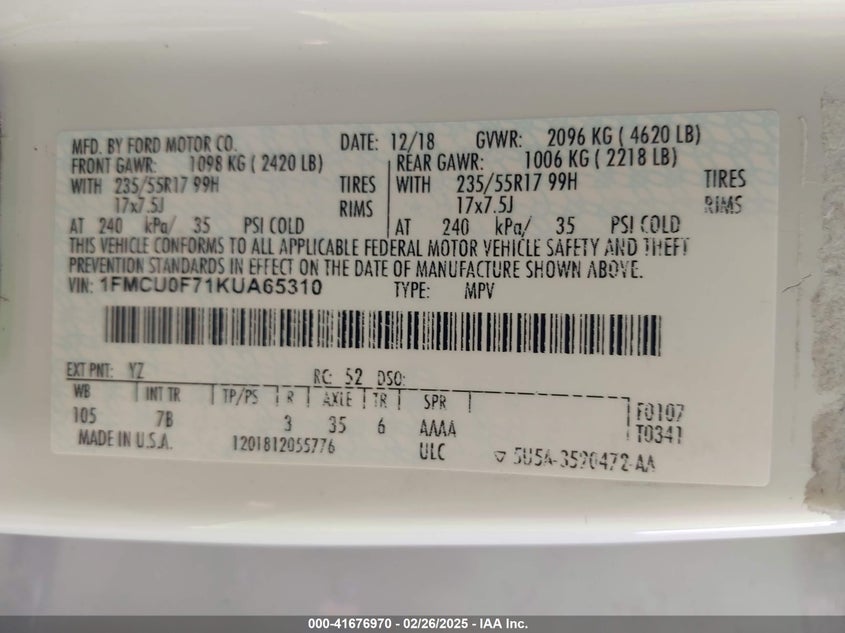 MFD. BY FORD MOTOR CO. DATE: 12/18 GVWR: 2096 KG ( 4620 LB)
FRONT GAWR: 1098 KG ( 2420 LB) REAR GAWR: 1006 KG ( 2218 LB)
WITH 235/55R17 99H TIRES WITH 235/55R17 99H TIRES
17x7.5J RIMS 17x7.5J RIMS
AT 240 kPa/ 35 PSI COLD AT 240 kPa/ 35 PSI COLD
THIS VEHICLE CONFORMS TO ALL APPLICABLE FEDERAL MOTOR VEHICLE SAFETY AND THEFT
PREVENTION STANDARDS IN EFFECT ON THE DATE OF MANUFACTURE SHOWN ABOVE.
VIN: 1FMCU0F71KUA65310 TYPE: MPV
EXT PNT: YZ RC: 52 DSO:
WB INT TR TP/PS R AXLE TR SPR
105 7B 3 35 6 AAAA F0107
MADE IN U.S.A. 1201812055776 ULC T0341
5U5A-3520472-AA
000-41676970 - 02/26/2025 - IAA Inc.